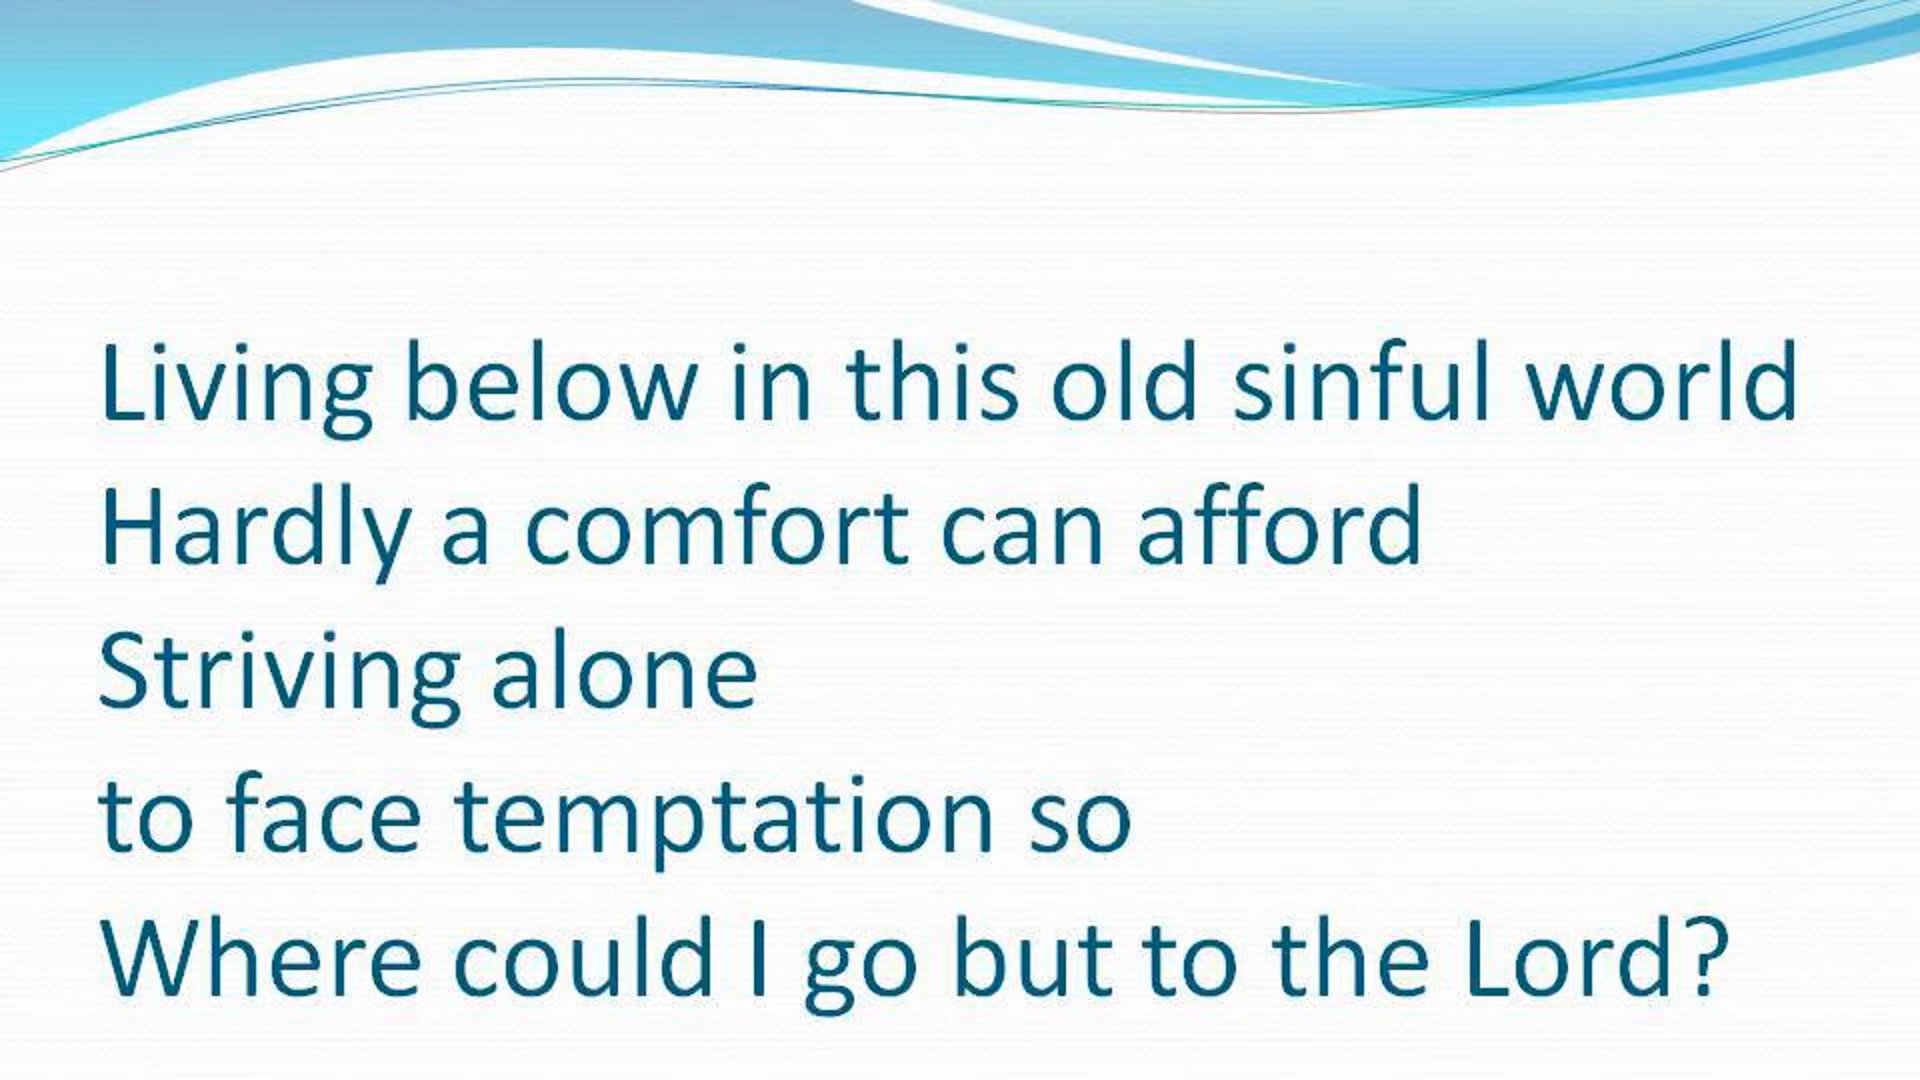 Living below in this old sinful world
Hardly a comfort can afford
Striving alone
to face temptation so
Where could I go but to the Lord?